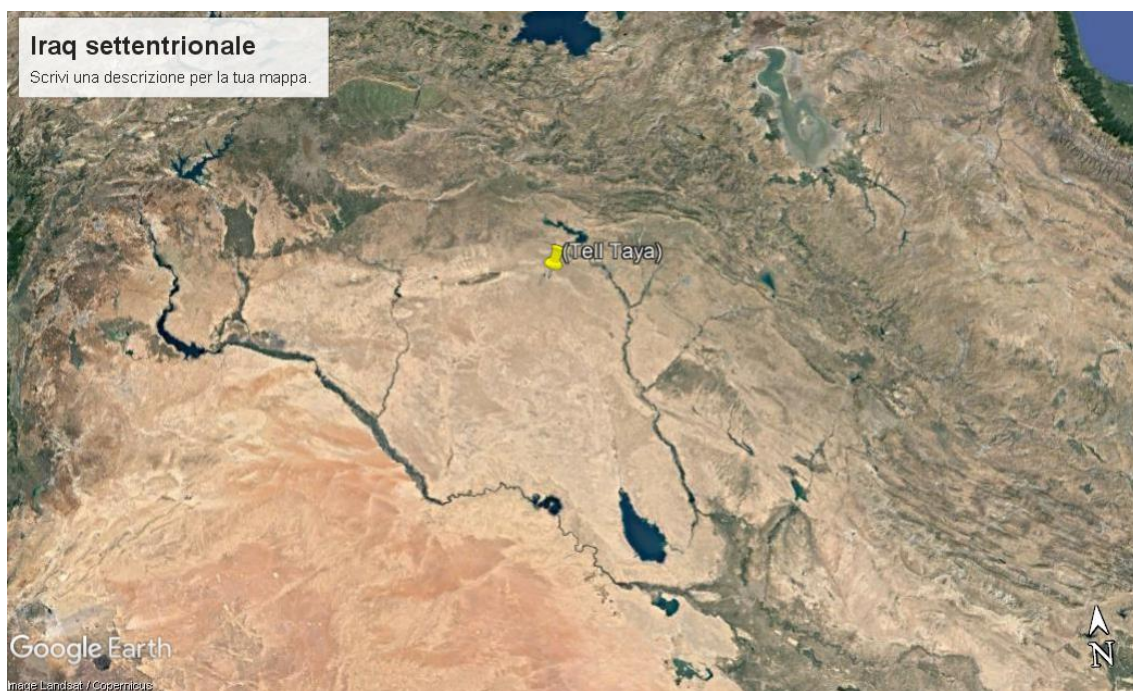 Iraq settentrionale
Scrivi una descrizione per la tua mappa.
(Tell Taya)
Google Earth
N
Image Landsat / Copernicus